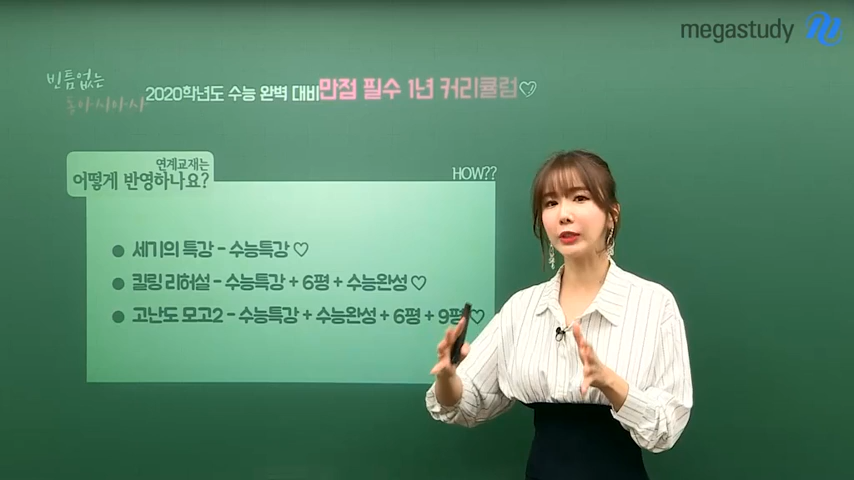 megastudy
빈틈없는
동아·시아·사
2020학년도 수능 완벽 대비 만점 필수 1년 커리큘럼♡
연계교재는
어떻게 반영하나요?
HOW??
● 세기의 특강 - 수능특강 ♡
● 킬링 리허설 - 수능특강 + 6평 + 수능완성 ♡
● 고난도 모고2 - 수능특강 + 수능완성 + 6평 + 9평 ♡